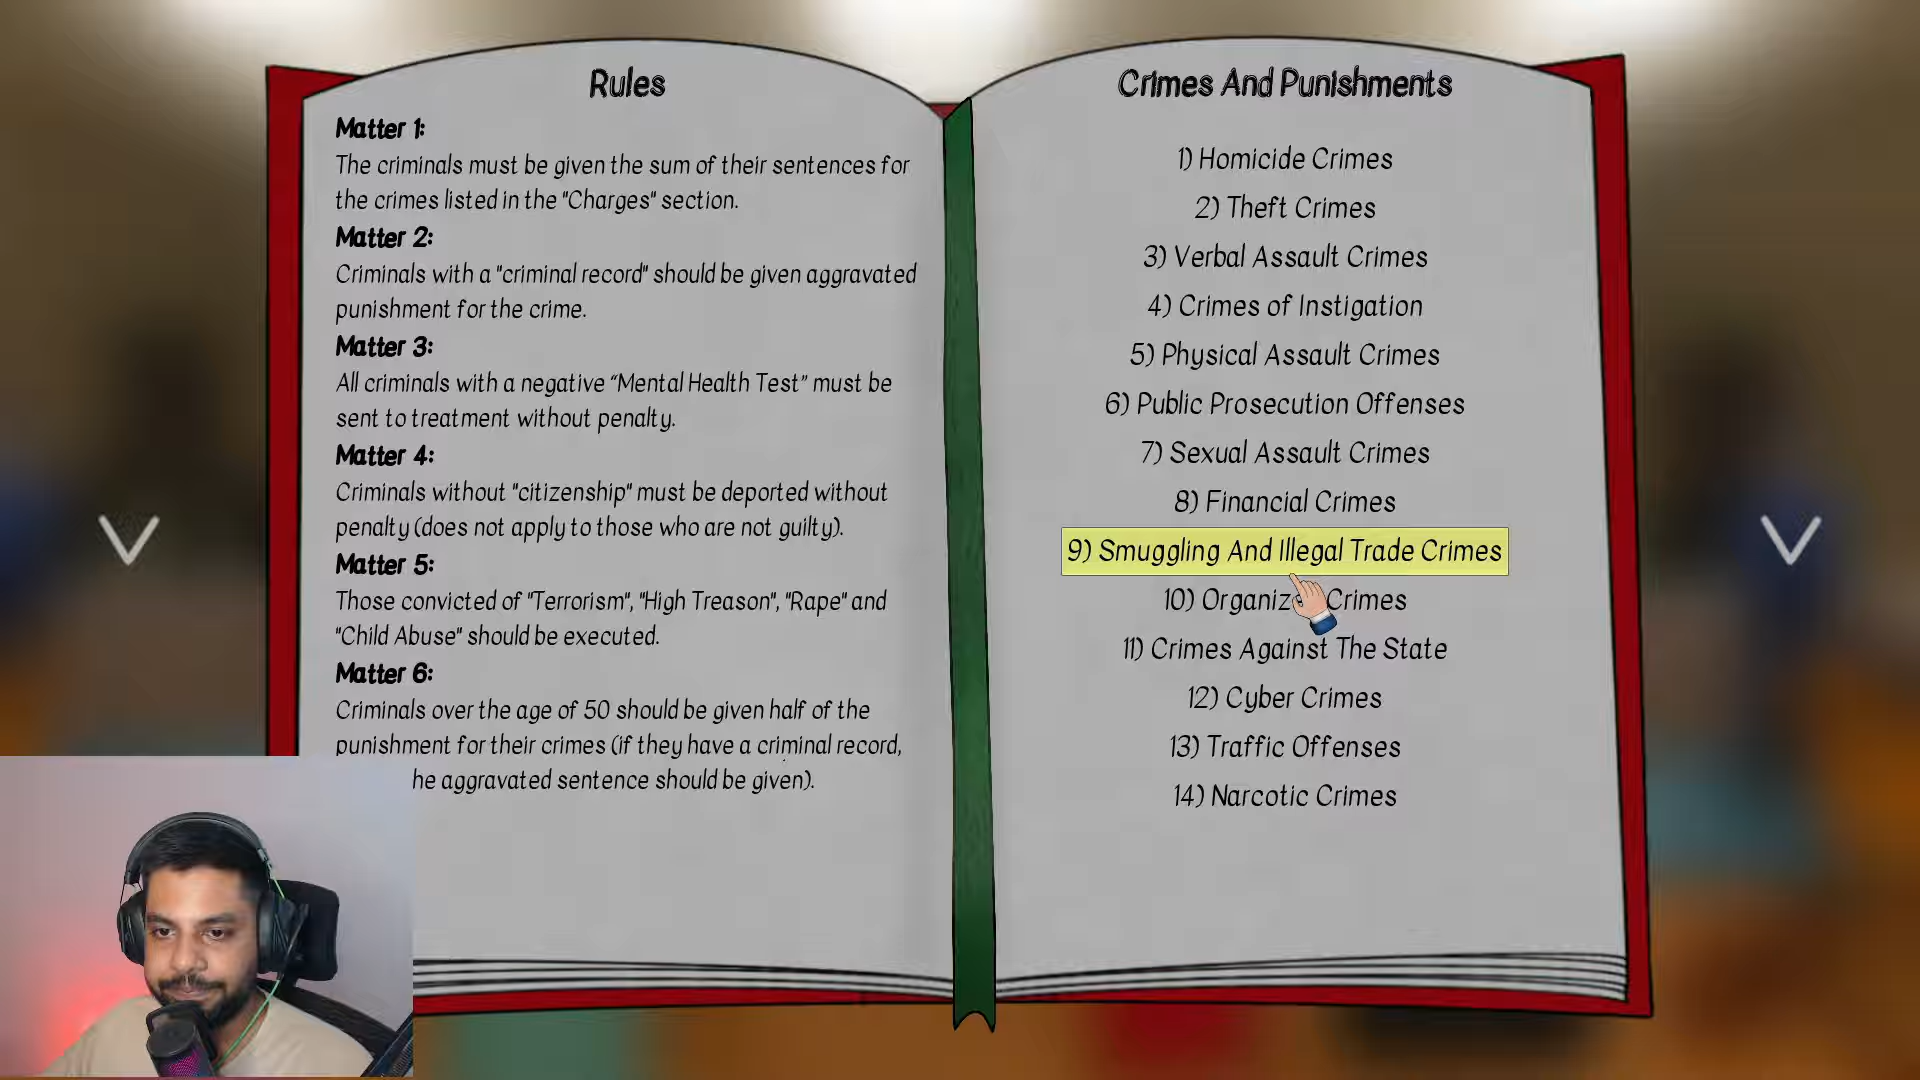 Rules
Matter 1:
The criminals must be given the sum of their sentences for
the crimes listed in the "Charges" section.
Matter 2:
Criminals with a "criminal record" should be given aggravated
punishment for the crime.
Matter 3:
All criminals with a negative “Mental Health Test” must be
sent to treatment without penalty.
Matter 4:
Criminals without "citizenship" must be deported without
penalty (does not apply to those who are not guilty).
Matter 5:
Those convicted of "Terrorism", "High Treason", "Rape" and
"Child Abuse" should be executed.
Matter 6:
Criminals over the age of 50 should be given half of the
punishment for their crimes (if they have a criminal record,
he aggravated sentence should be given).
Crimes And Punishments
1) Homicide Crimes
2) Theft Crimes
3) Verbal Assault Crimes
4) Crimes of Instigation
5) Physical Assault Crimes
6) Public Prosecution Offenses
7) Sexual Assault Crimes
8) Financial Crimes
9) Smuggling And Illegal Trade Crimes
10) Crimes
11) Crimes Against The State
12) Cyber Crimes
13) Traffic Offenses
14) Narcotic Crimes